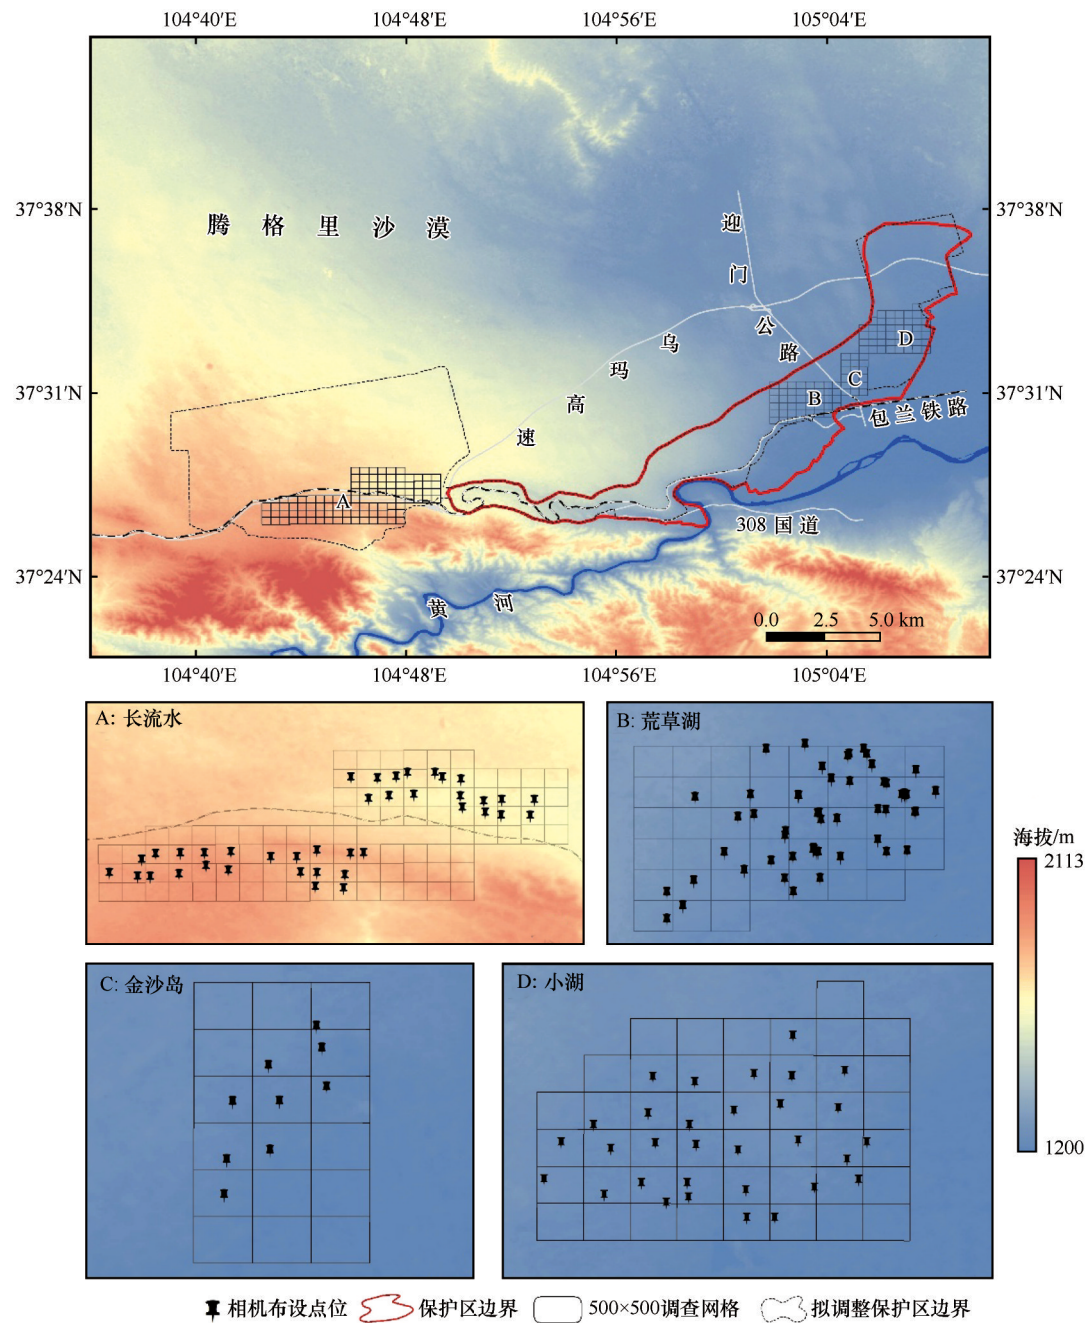 104°40′E 104°48′E 104°56′E 105°04′E
37°38′N 37°38′N
腾格里沙漠
迎门公路
乌玛高速
D
C
37°31′N 37°31′N
B
包兰铁路
A
308国道
37°24′N 37°24′N
黄河
0.0 2.5 5.0 km
104°40′E 104°48′E 104°56′E 105°04′E
A: 长流水
B: 荒草湖
海拔/m
2113
1200
C: 金沙岛
D: 小湖
相机布设点位 保护区边界 500×500调查网格 拟调整保护区边界